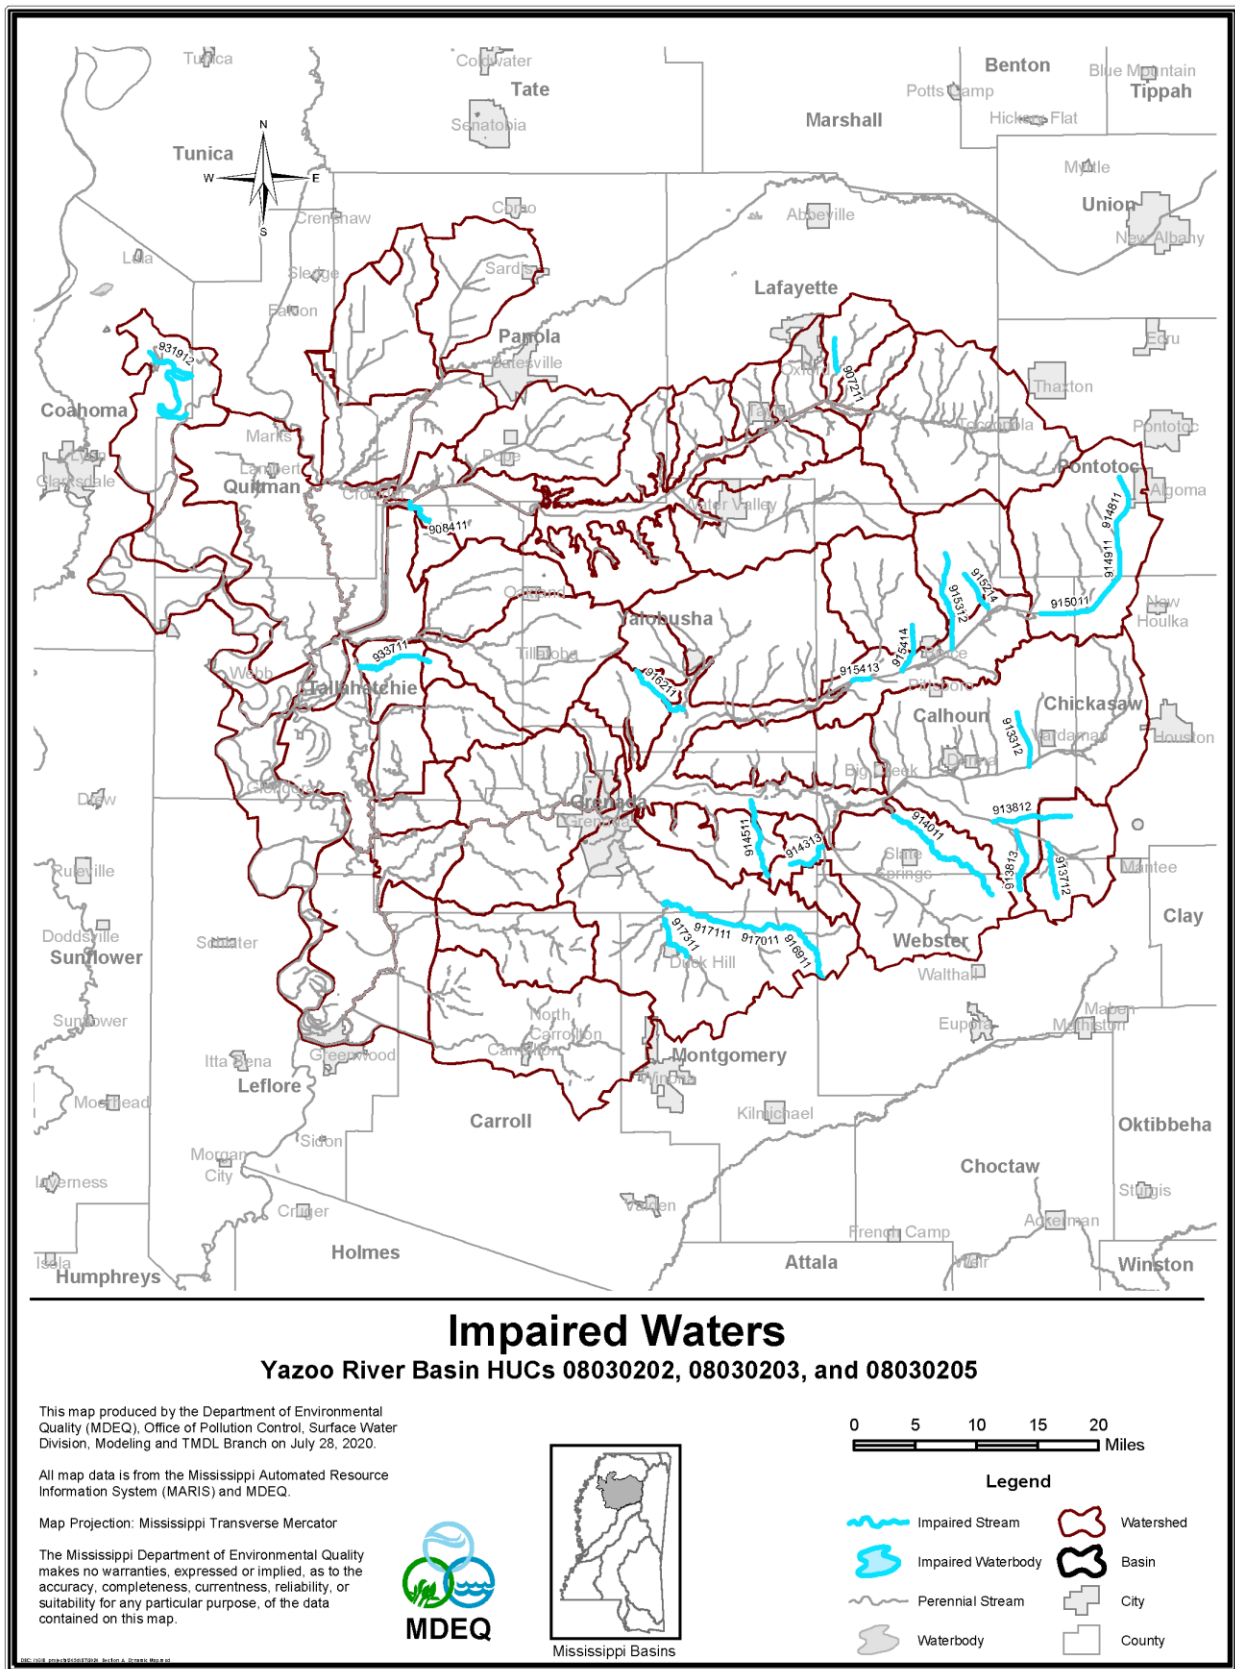 Benton
Blue Mountain
Tippah
Potts Camp
Hickory Flat
Coldwater
Tate
Senatobia
Marshall
Tunica
Tunica
N
W
E
S
Myrtle
Union
New Albany
Crenshaw
Como
Abbeville
Lula
Sledge
Sardis
Falcon
Lafayette
Panola
Batesville
Ecru
Oxford
931912
907211
Thaxton
Coahoma
Taylor
Toccopola
Pontotoc
Marks
Lyon
Clarksdale
Lambert
Quitman
Pope
Pontotoc
Algoma
Crowder
Water Valley
908411
914811
914911
915011
915214
915312
Oakland
Yalobusha
New
Houlka
Webb
933711
Tillatoba
915414
Bruce
915413
Pittsboro
Tallahatchie
916211
Calhoun
Chickasaw
913312
Vardaman
Houston
Derma
Big Creek
Glendora
Drew
Grenada
Grenada
914511
914313
914011
913812
913813
913712
Slate
Springs
Mantee
Ruleville
Doddsville
Schlater
Sunflower
Sunflower
917111
917011
916911
917311
Duck Hill
Webster
Walthall
Clay
Maben
Mathiston
Eupora
North
Carrollton
Carrollton
Greenwood
Itta Bena
Leflore
Moorhead
Montgomery
Winona
Kilmichael
Carroll
Oktibbeha
Sidon
Morgan
City
Choctaw
Inverness
Sturgis
Cruger
Vaiden
Ackerman
French Camp
Holmes
Attala
Weir
Winston
Isola
Humphreys
Impaired Waters
Yazoo River Basin HUCs 08030202, 08030203, and 08030205
This map produced by the Department of Environmental
Quality (MDEQ), Office of Pollution Control, Surface Water
Division, Modeling and TMDL Branch on July 28, 2020.
All map data is from the Mississippi Automated Resource
Information System (MARIS) and MDEQ.
Map Projection: Mississippi Transverse Mercator
The Mississippi Department of Environmental Quality
makes no warranties, expressed or implied, as to the
accuracy, completeness, currentness, reliability, or
suitability for any particular purpose, of the data
contained on this map.
MDEQ
Mississippi Basins
0 5 10 15 20
Miles
Legend
Impaired Stream
Watershed
Impaired Waterbody
Basin
Perennial Stream
City
Waterbody
County